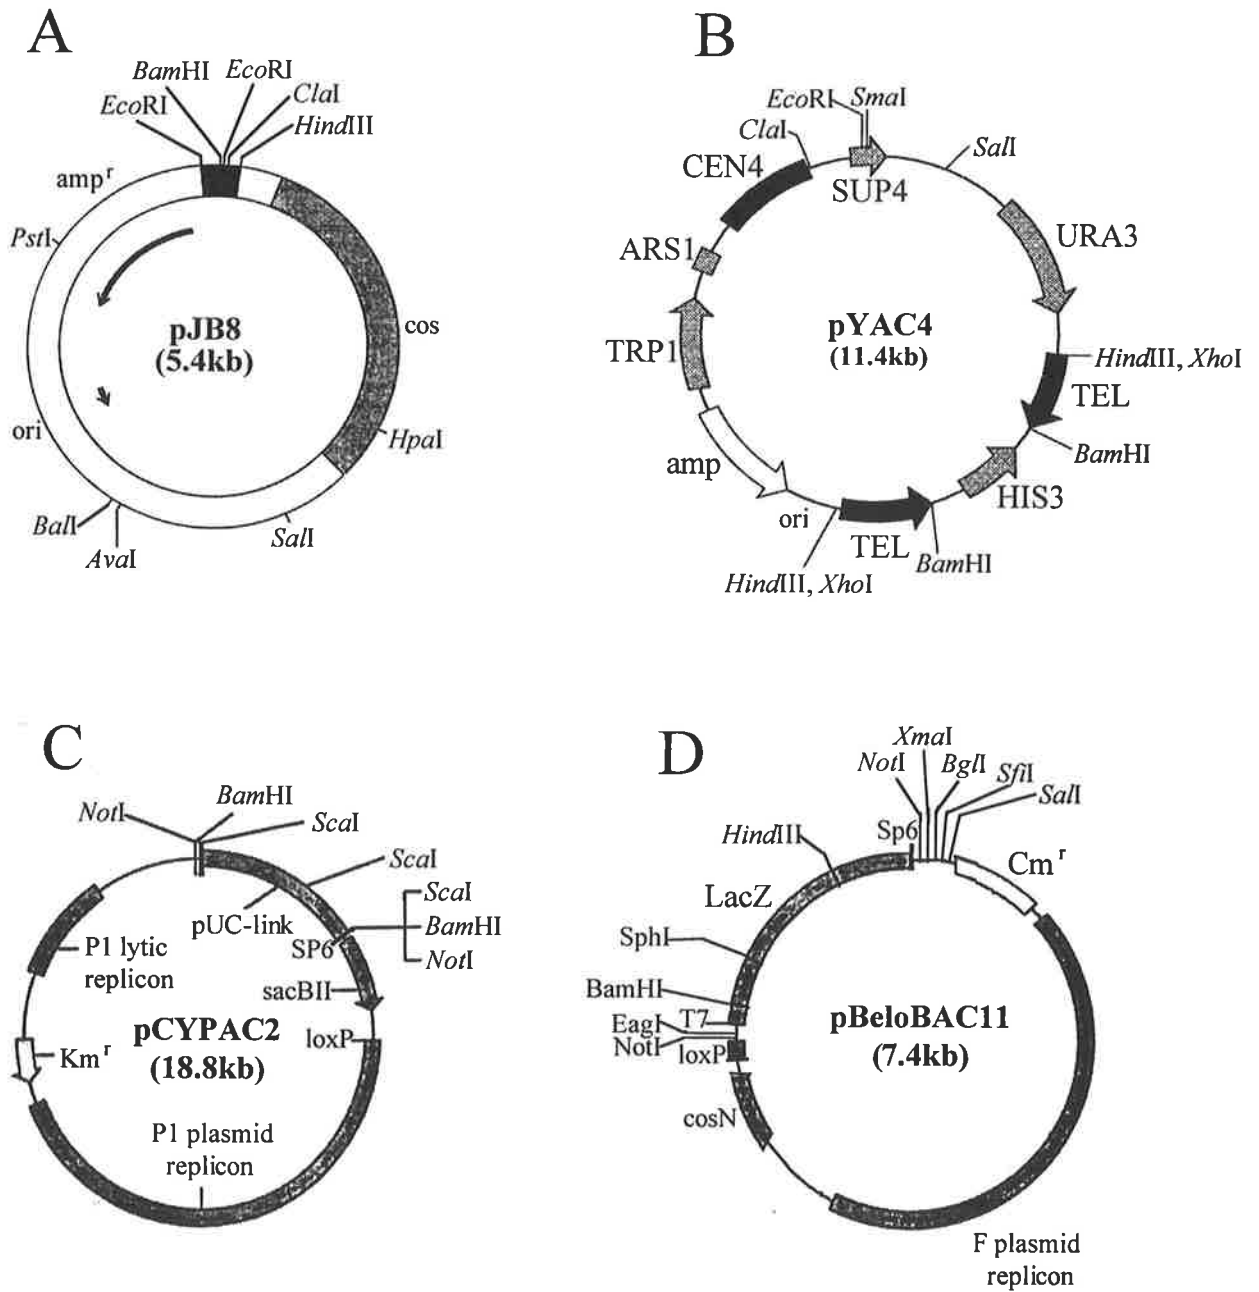 A
BamHI
EcoRI
EcoRI
ClaI
HindIII
amp r
PstI
pJB8
(5.4kb)
cos
ori
HpaI
BalI
AvaI
SalI
B
EcoRI
SmaI
ClaI
SalI
CEN4
SUP4
URA3
ARS1
pYAC4
(11.4kb)
TRP1
HindIII, XhoI
TEL
BamHI
amp
HIS3
ori
TEL
BamHI
HindIII, XhoI
C
NotI
BamHI
ScaI
ScaI
ScaI
pUC-link
BamHI
SP6
NotI
P1 lytic
replicon
sacBII
pCYPAC2
(18.8kb)
loxP
Km r
P1 plasmid
replicon
D
XmaI
NotI
BglI
SfiI
SalI
HindIII
Sp6
Cm r
LacZ
SphI
BamHI
T7
EagI
NotI
loxP
pBeloBAC11
(7.4kb)
cosN
F plasmid
replicon